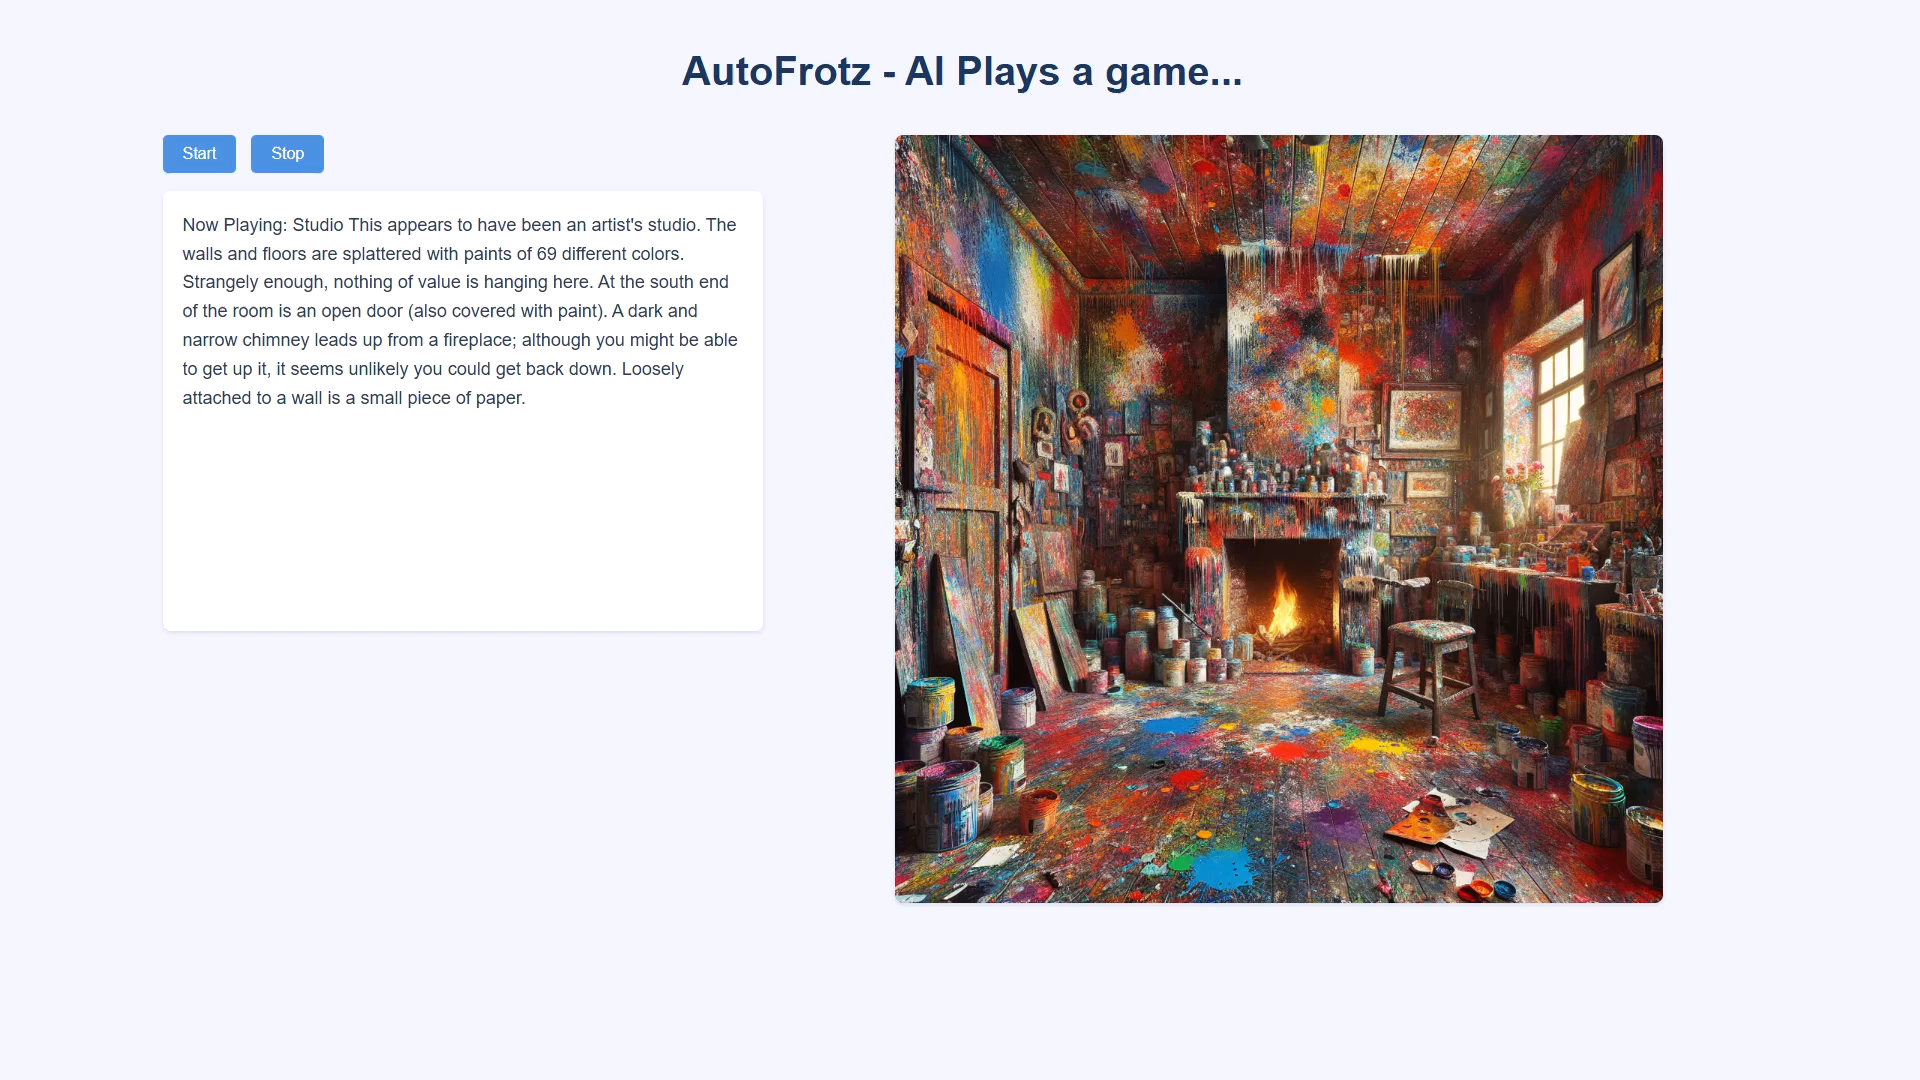 AutoFrotz - AI Plays a game...
Start Stop
Now Playing: Studio This appears to have been an artist's studio. The
walls and floors are splattered with paints of 69 different colors.
Strangely enough, nothing of value is hanging here. At the south end
of the room is an open door (also covered with paint). A dark and
narrow chimney leads up from a fireplace; although you might be able
to get up it, it seems unlikely you could get back down. Loosely
attached to a wall is a small piece of paper.